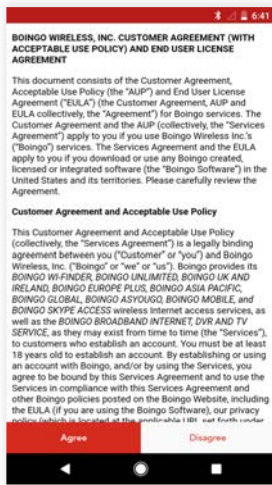 6:41
BOINGO WIRELESS, INC. CUSTOMER AGREEMENT (WITH
ACCEPTABLE USE POLICY) AND END USER LICENSE
AGREEMENT
This document consists of the Customer Agreement,
Acceptable Use Policy (the "AUP") and End User License
Agreement ("EULA") (the Customer Agreement, AUP and
EULA collectively, the "Agreement") for Boingo services. The
Customer Agreement and the AUP (collectively, the "Services
Agreement") apply to you if you use Boingo Wireless Inc.'s
("Boingo") services. The Services Agreement and the EULA
apply to you if you download or use any Boingo created,
licensed or integrated software (the "Boingo Software") in the
United States and its territories. Please carefully review the
Agreement.
Customer Agreement and Acceptable Use Policy
This Customer Agreement and Acceptable Use Policy
(collectively, the "Services Agreement") is a legally binding
agreement between you ("Customer" or "you") and Boingo
Wireless, Inc. ("Boingo" or "we" or "us"). Boingo provides its
BOINGO WI-FINDER, BOINGO UNLIMITED, BOINGO UK AND
IRELAND, BOINGO EUROPE PLUS, BOINGO ASIA PACIFIC,
BOINGO GLOBAL, BOINGO ASYOUGO, BOINGO MOBILE, and
BOINGO SKYPE ACCESS wireless Internet access services, as
well as the BOINGO BROADBAND INTERNET, DVR AND TV
SERVICE, as they may exist from time to time (the "Services"),
to customers who establish an account. You must be at least
18 years old to establish an account. By establishing or using
an account with Boingo, and/or by using the Services, you
agree to be bound by this Services Agreement and to use the
Services in compliance with this Services Agreement and
other Boingo policies posted on the Boingo Website, including
the EULA (if you are using the Boingo Software), our privacy
policy (which is located at the applicable URL set forth under
Agree Disagree